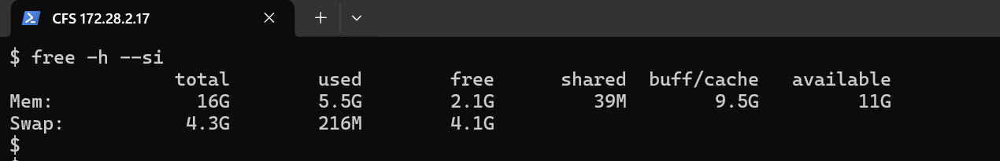 CFS 172.28.2.17
$ free -h --si
total used free shared buff/cache available
Mem: 16G 5.5G 2.1G 39M 9.5G 11G
Swap: 4.3G 216M 4.1G
$